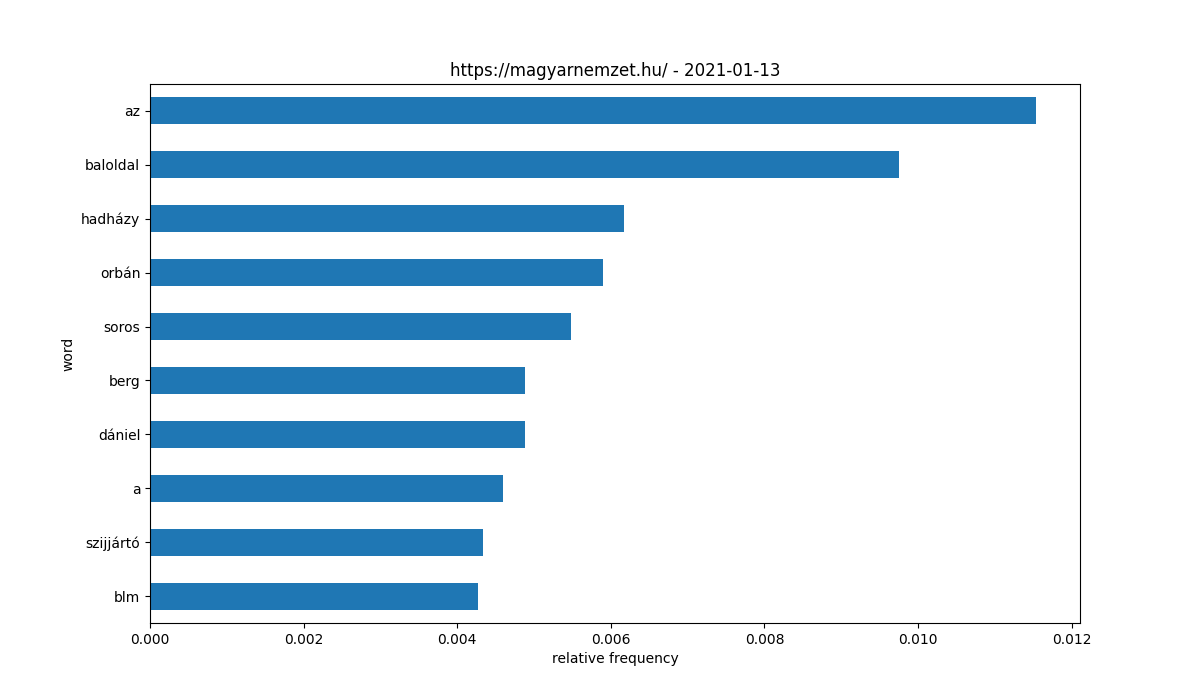 https://magyarnemzet.hu/ - 2021-01-13
az
baloldal
hadházy
orbán
soros
berg
dániel
a
szijjártó
blm
word
0.000 0.002 0.004 0.006 0.008 0.010 0.012
relative frequency